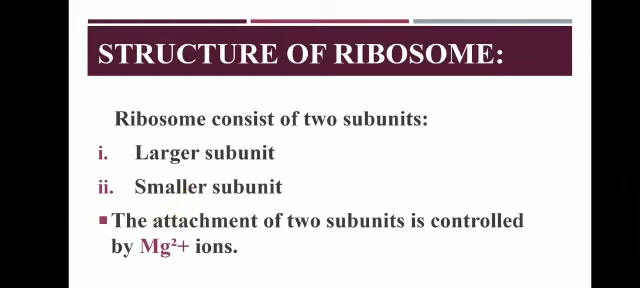 STRUCTURE OF RIBOSOME:
Ribosome consist of two subunits:
i. Larger subunit
ii. Smaller subunit
▪The attachment of two subunits is controlled
by Mg²+ ions.